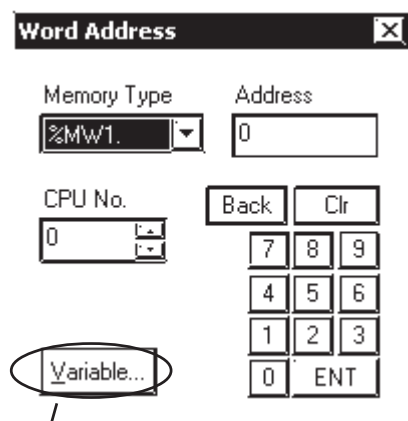 Word Address
Memory Type Address
%MW1. 0
CPU No. Back Clr
0 7 8 9
4 5 6
1 2 3
Variable... 0 ENT